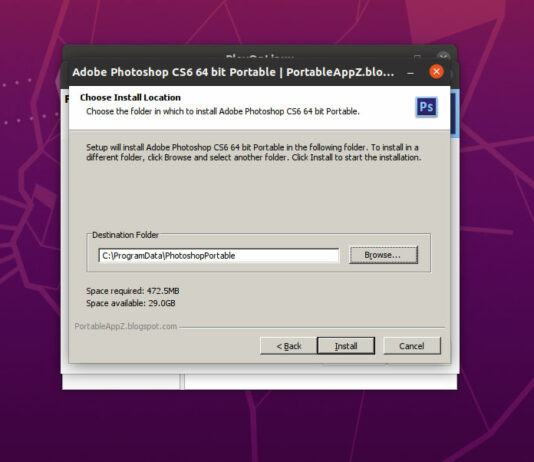 PlayOnLinux
Adobe Photoshop CS6 64 bit Portable | PortableAppZ.blo...
Choose Install Location
Choose the folder in which to install Adobe Photoshop CS6 64 bit Portable.
Ps
Setup will install Adobe Photoshop CS6 64 bit Portable in the following folder. To install in a
different folder, click Browse and select another folder. Click Install to start the installation.
Destination Folder
C:\ProgramData\PhotoshopPortable
Browse...
Space required: 472.5MB
Space available: 29.0GB
PortableAppZ.blogspot.com
< Back
Install
Cancel